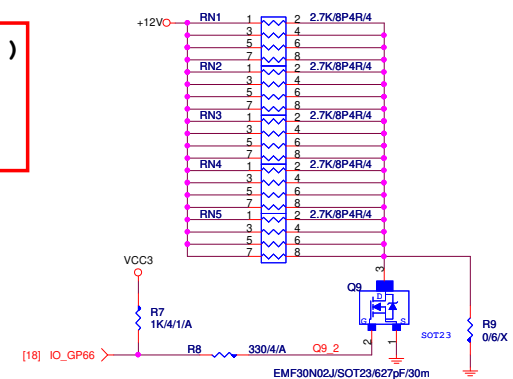 +12V
RN1 1 2 2.7K/8P4R/4
3 4
)
5 6
7 8
RN2 1 2 2.7K/8P4R/4
3 4
5 6
7 8
RN3 1 2 2.7K/8P4R/4
3 4
5 6
7 8
RN4 1 2 2.7K/8P4R/4
3 4
5 6
7 8
RN5 1 2 2.7K/8P4R/4
3 4
5 6
7 8
VCC3
3
Q9
D
R7
1K/4/1/A
G S
SOT23
R9
0/6/X
2 1
[18] IO_GP66
R8 330/4/A Q9_2
EMF30N02J/SOT23/627pF/30m